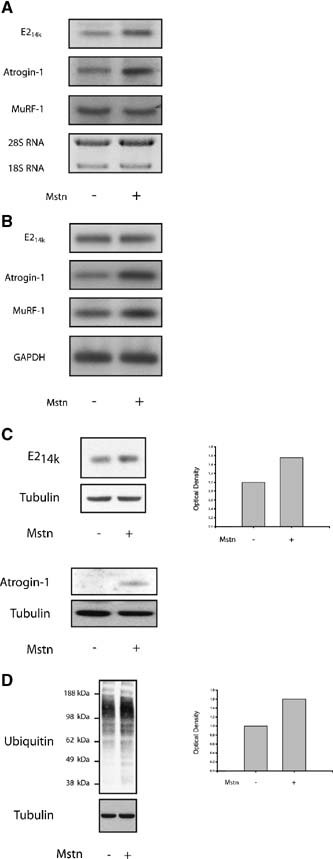 A
E214k
Atrogin-1
MuRF-1
28S RNA
18S RNA
Mstn - +
B
E214k
Atrogin-1
MuRF-1
GAPDH
Mstn - +
C
E214k
Tubulin
Mstn - +
Optical Density
Mstn - +
Atrogin-1
Tubulin
Mstn - +
D
188 kDa
98 kDa
Ubiquitin
62 kDa
49 kDa
38 kDa
Tubulin
Mstn - +
Optical Density
Mstn - +